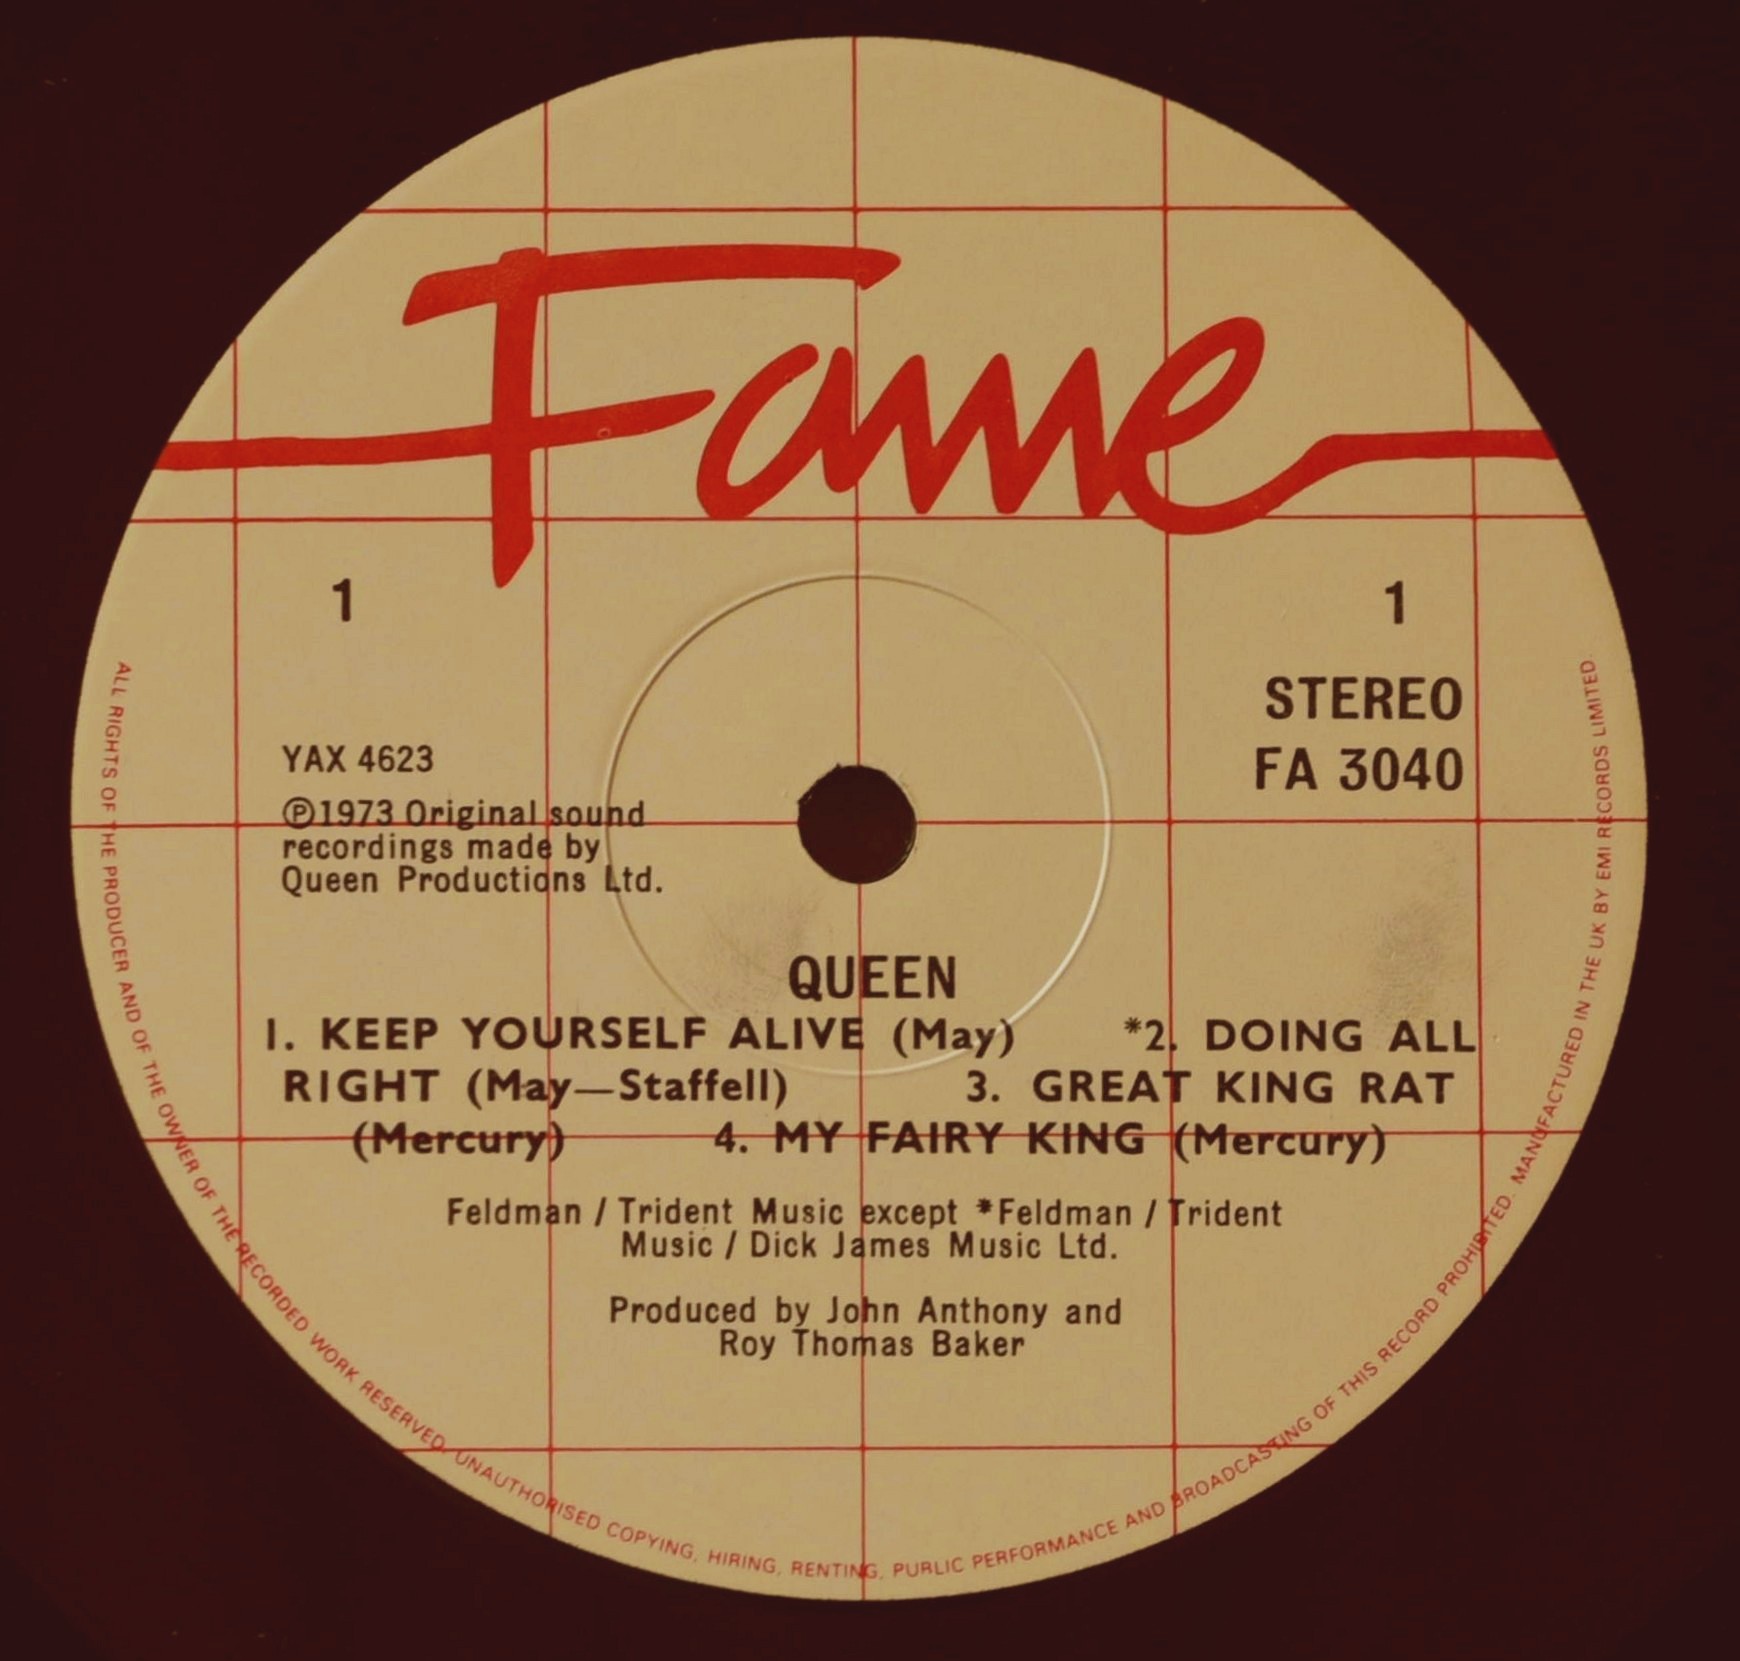 Fame
1
1
STEREO
FA 3040
YAX 4623
Ⓟ1973 Original sound
recordings made by
Queen Productions Ltd.
QUEEN
1. KEEP YOURSELF ALIVE (May) *2. DOING ALL
RIGHT (May—Staffell) 3. GREAT KING RAT
(Mercury) 4. MY FAIRY KING (Mercury)
Feldman / Trident Music except *Feldman / Trident
Music / Dick James Music Ltd.
Produced by John Anthony and
Roy Thomas Baker
ALL RIGHTS OF THE PRODUCER AND OF THE OWNER OF THE RECORDED WORK RESERVED. UNAUTHORISED COPYING, HIRING, RENTING, PUBLIC PERFORMANCE AND BROADCASTING OF THIS RECORD PROHIBITED. MANUFACTURED IN THE UK BY EMI RECORDS LIMITED.